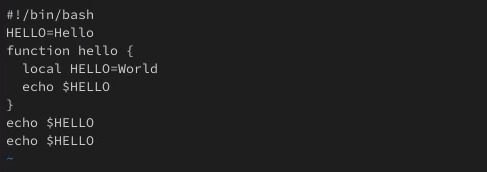 #!/bin/bash
HELLO=Hello
function hello {
  local HELLO=World
  echo $HELLO
}
echo $HELLO
echo $HELLO
~